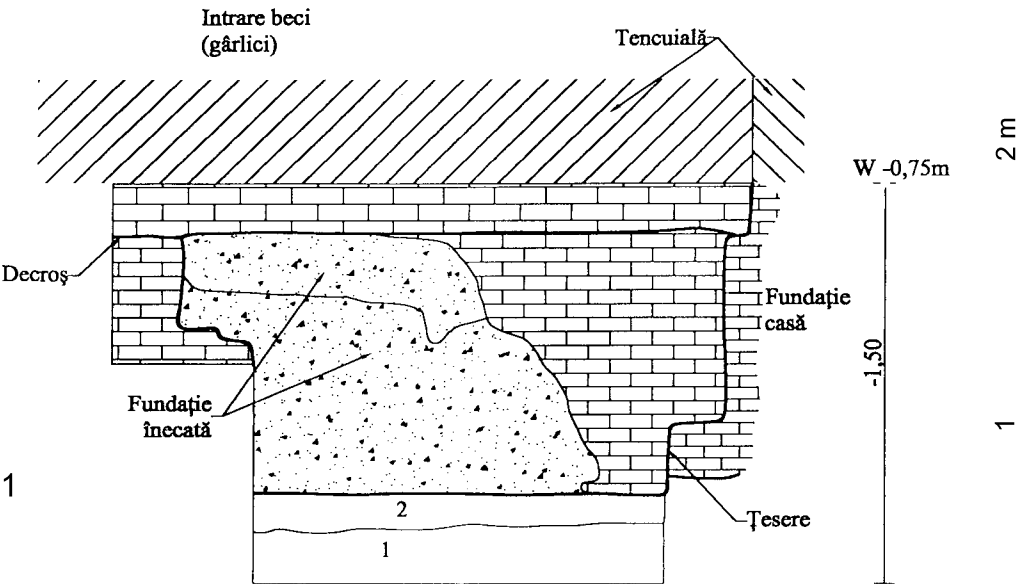 Intrare beci
(gârlici)
Tencuială
2 m
W -0,75m
Decroş
Fundaţie
casă
-1,50
Fundaţie
înecată
1
1
2
Ţesere
1